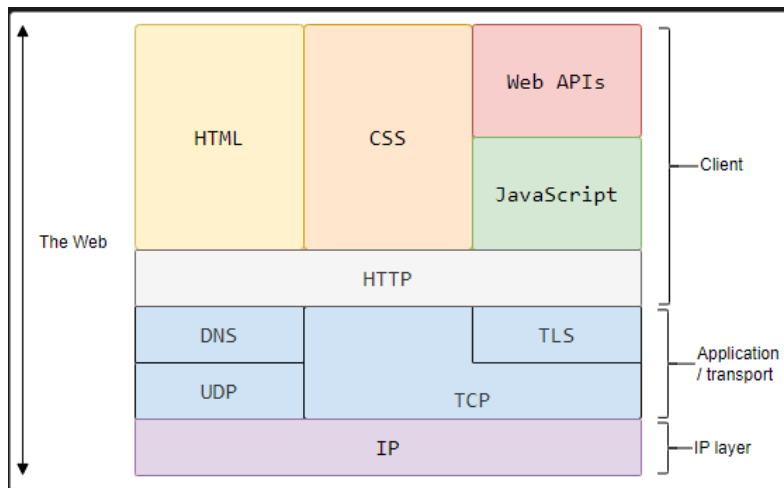 Web APIs
HTML
CSS
Client
JavaScript
The Web
HTTP
DNS
TLS
Application
/ transport
UDP
TCP
IP
IP layer